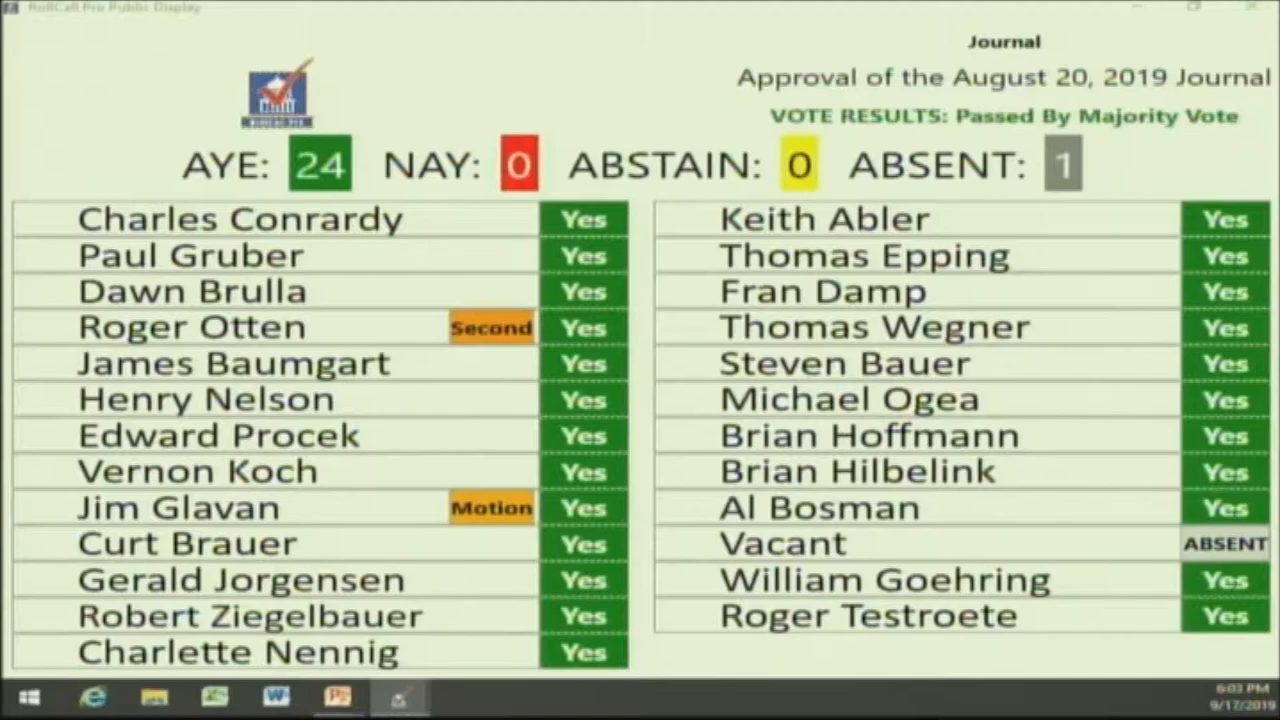 RollCall Pro Public Display
Journal
Approval of the August 20, 2019 Journal
VOTE RESULTS: Passed By Majority Vote
AYE: 24 NAY: 0 ABSTAIN: 0 ABSENT: 1
Charles Conrardy Yes
Paul Gruber Yes
Dawn Brulla Yes
Roger Otten Second Yes
James Baumgart Yes
Henry Nelson Yes
Edward Procek Yes
Vernon Koch Yes
Jim Glavan Motion Yes
Curt Brauer Yes
Gerald Jorgensen Yes
Robert Ziegelbauer Yes
Charlette Nennig Yes
Keith Abler Yes
Thomas Epping Yes
Fran Damp Yes
Thomas Wegner Yes
Steven Bauer Yes
Michael Ogea Yes
Brian Hoffmann Yes
Brian Hilbelink Yes
Al Bosman Yes
Vacant ABSENT
William Goehring Yes
Roger Testroete Yes
6:03 PM
9/17/2019